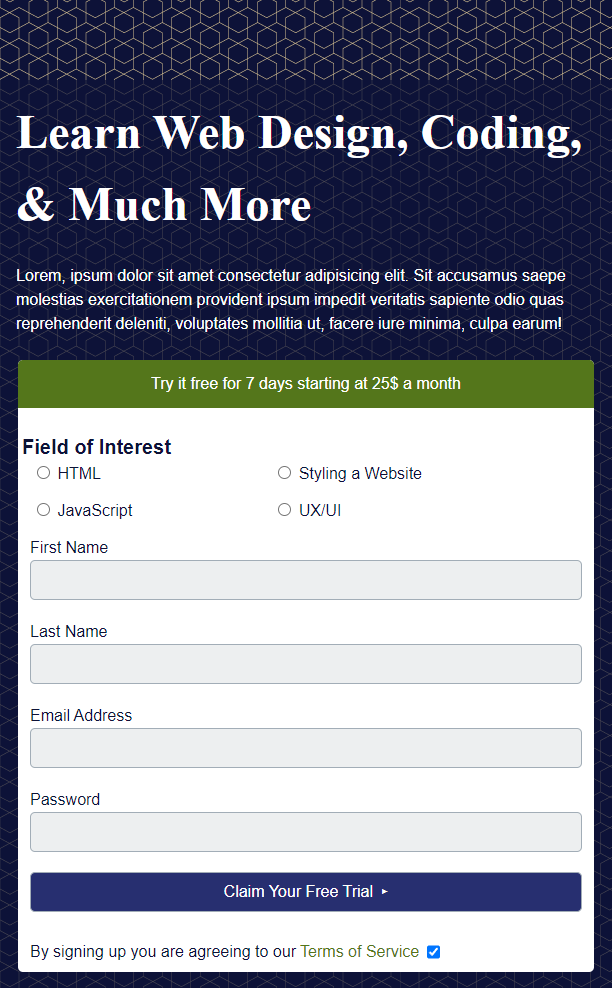 Learn Web Design, Coding,
& Much More
Lorem, ipsum dolor sit amet consectetur adipisicing elit. Sit accusamus saepe
molestias exercitationem provident ipsum impedit veritatis sapiente odio quas
reprehenderit deleniti, voluptates mollitia ut, facere iure minima, culpa earum!
Try it free for 7 days starting at 25$ a month
Field of Interest
HTML Styling a Website
JavaScript UX/UI
First Name
Last Name
Email Address
Password
Claim Your Free Trial ‣
By signing up you are agreeing to our Terms of Service